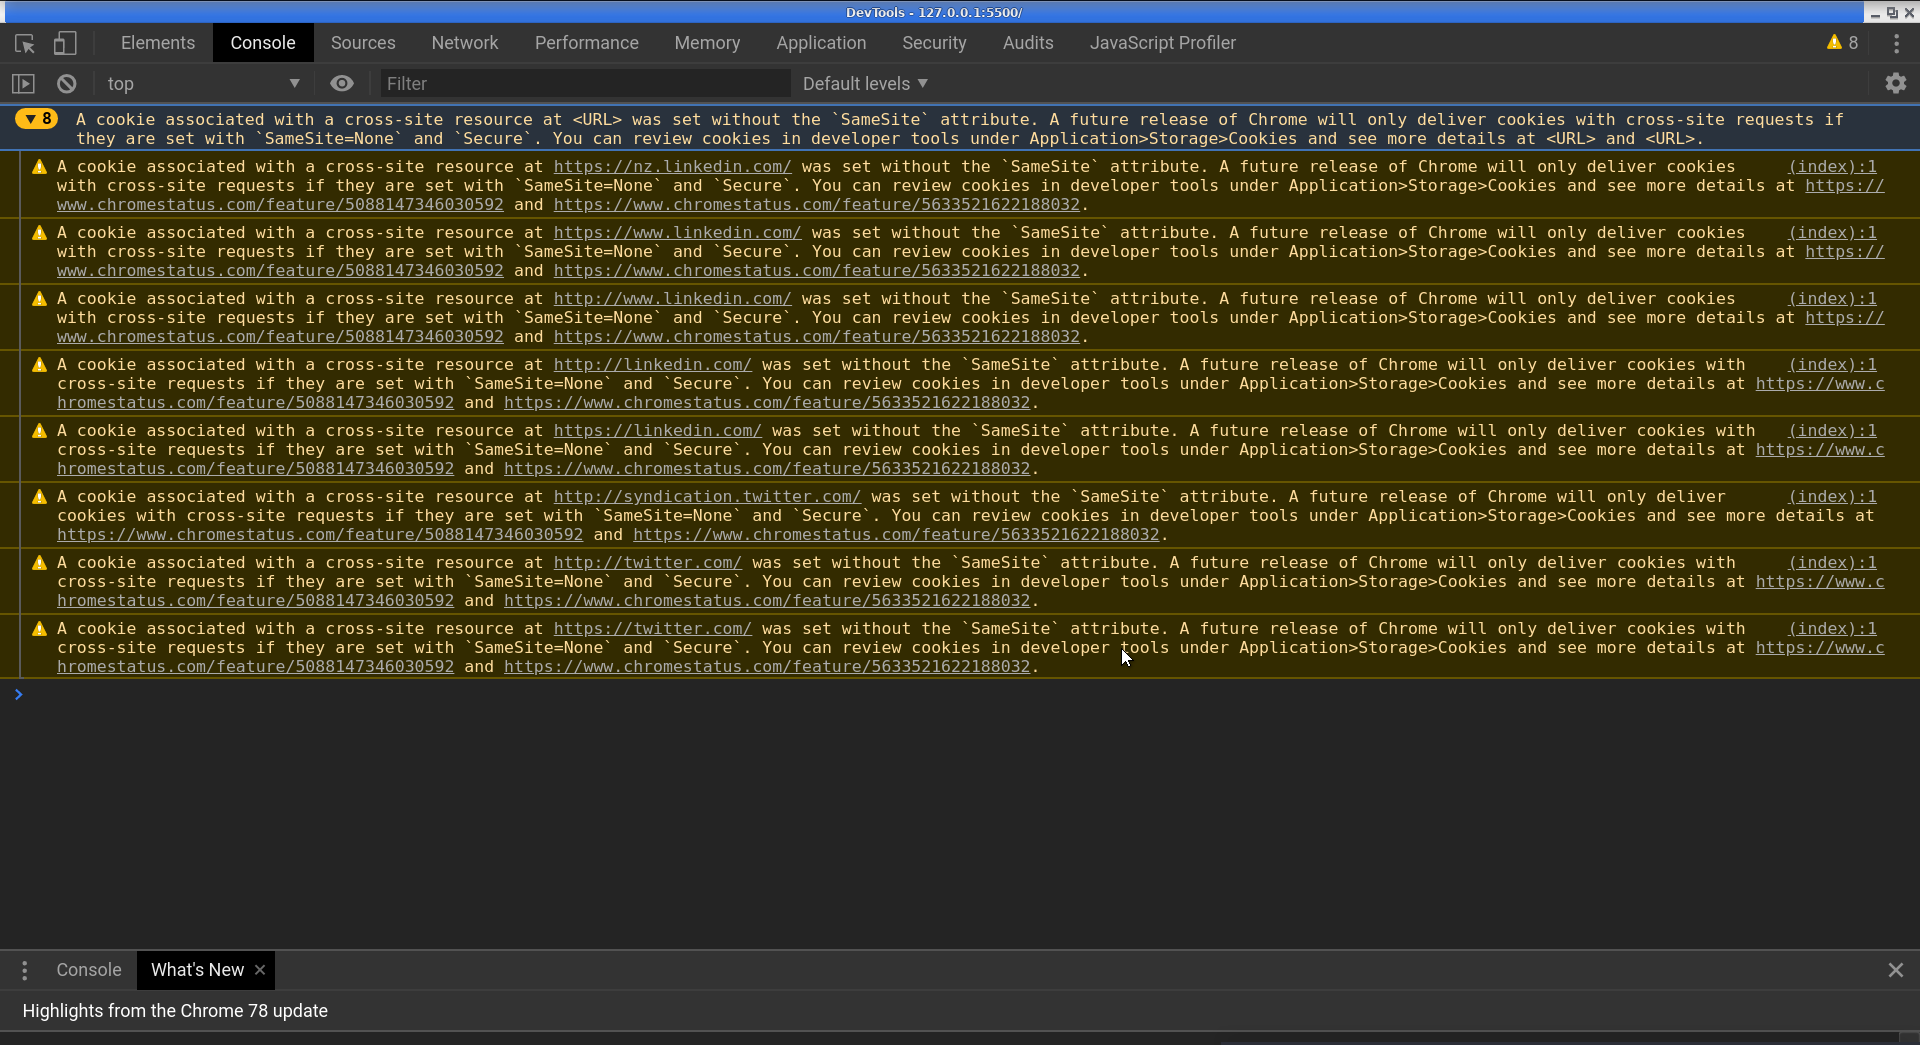 DevTools - 127.0.0.1:5500/
Elements Console Sources Network Performance Memory Application Security Audits JavaScript Profiler 8
top Filter Default levels
8 A cookie associated with a cross-site resource at <URL> was set without the `SameSite` attribute. A future release of Chrome will only deliver cookies with cross-site requests if
they are set with `SameSite=None` and `Secure`. You can review cookies in developer tools under Application>Storage>Cookies and see more details at <URL> and <URL>.
A cookie associated with a cross-site resource at https://nz.linkedin.com/ was set without the `SameSite` attribute. A future release of Chrome will only deliver cookies (index):1
with cross-site requests if they are set with `SameSite=None` and `Secure`. You can review cookies in developer tools under Application>Storage>Cookies and see more details at https://
www.chromestatus.com/feature/5088147346030592 and https://www.chromestatus.com/feature/5633521622188032.
A cookie associated with a cross-site resource at https://www.linkedin.com/ was set without the `SameSite` attribute. A future release of Chrome will only deliver cookies (index):1
with cross-site requests if they are set with `SameSite=None` and `Secure`. You can review cookies in developer tools under Application>Storage>Cookies and see more details at https://
www.chromestatus.com/feature/5088147346030592 and https://www.chromestatus.com/feature/5633521622188032.
A cookie associated with a cross-site resource at http://www.linkedin.com/ was set without the `SameSite` attribute. A future release of Chrome will only deliver cookies (index):1
with cross-site requests if they are set with `SameSite=None` and `Secure`. You can review cookies in developer tools under Application>Storage>Cookies and see more details at https://
www.chromestatus.com/feature/5088147346030592 and https://www.chromestatus.com/feature/5633521622188032.
A cookie associated with a cross-site resource at http://linkedin.com/ was set without the `SameSite` attribute. A future release of Chrome will only deliver cookies with (index):1
cross-site requests if they are set with `SameSite=None` and `Secure`. You can review cookies in developer tools under Application>Storage>Cookies and see more details at https://www.c
hromestatus.com/feature/5088147346030592 and https://www.chromestatus.com/feature/5633521622188032.
A cookie associated with a cross-site resource at https://linkedin.com/ was set without the `SameSite` attribute. A future release of Chrome will only deliver cookies with (index):1
cross-site requests if they are set with `SameSite=None` and `Secure`. You can review cookies in developer tools under Application>Storage>Cookies and see more details at https://www.c
hromestatus.com/feature/5088147346030592 and https://www.chromestatus.com/feature/5633521622188032.
A cookie associated with a cross-site resource at http://syndication.twitter.com/ was set without the `SameSite` attribute. A future release of Chrome will only deliver (index):1
cookies with cross-site requests if they are set with `SameSite=None` and `Secure`. You can review cookies in developer tools under Application>Storage>Cookies and see more details at
https://www.chromestatus.com/feature/5088147346030592 and https://www.chromestatus.com/feature/5633521622188032.
A cookie associated with a cross-site resource at http://twitter.com/ was set without the `SameSite` attribute. A future release of Chrome will only deliver cookies with (index):1
cross-site requests if they are set with `SameSite=None` and `Secure`. You can review cookies in developer tools under Application>Storage>Cookies and see more details at https://www.c
hromestatus.com/feature/5088147346030592 and https://www.chromestatus.com/feature/5633521622188032.
A cookie associated with a cross-site resource at https://twitter.com/ was set without the `SameSite` attribute. A future release of Chrome will only deliver cookies with (index):1
cross-site requests if they are set with `SameSite=None` and `Secure`. You can review cookies in developer tools under Application>Storage>Cookies and see more details at https://www.c
hromestatus.com/feature/5088147346030592 and https://www.chromestatus.com/feature/5633521622188032.
Console What's New
Highlights from the Chrome 78 update